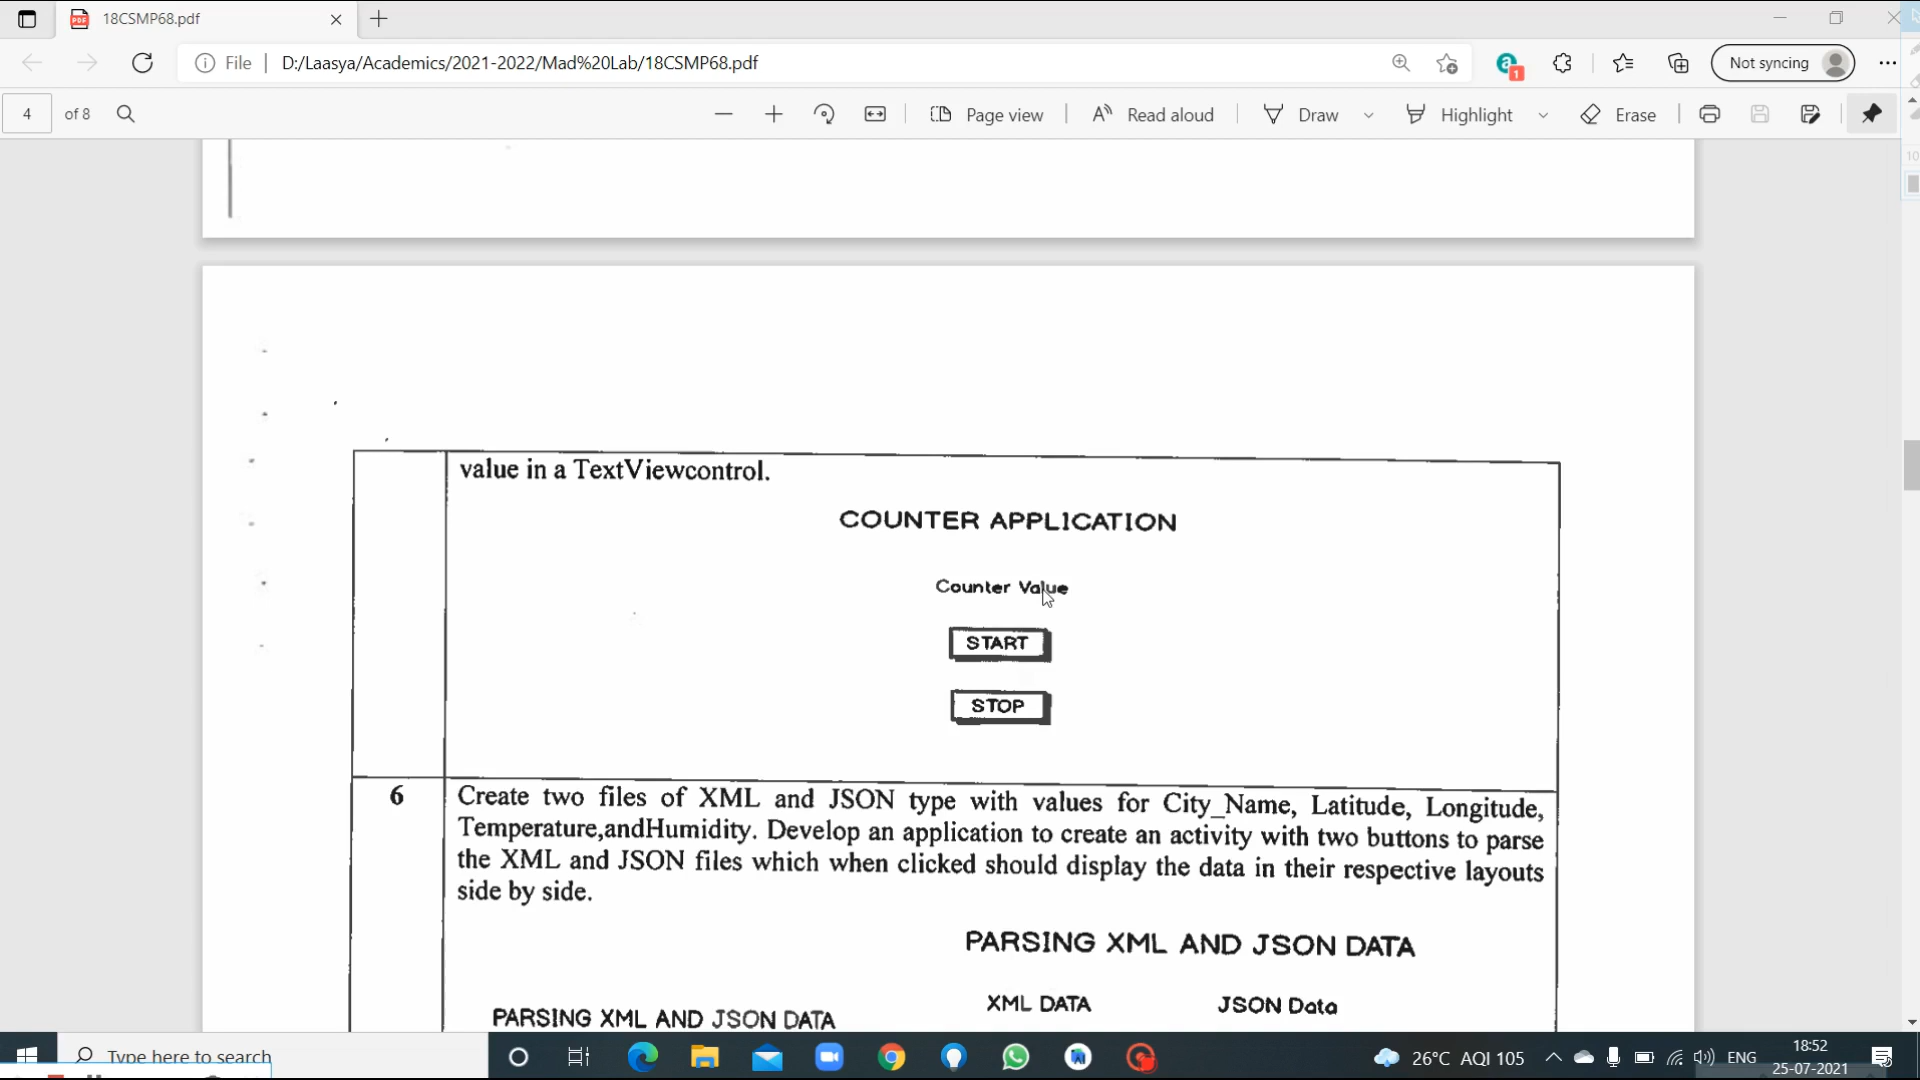 18CSMP68.pdf
File
D:/Laasya/Academics/2021-2022/Mad%20Lab/18CSMP68.pdf
1
Not syncing
4
of 8
Page view
Read aloud
Draw
Highlight
Erase
10
value in a TextViewcontrol.
COUNTER APPLICATION
Counter Value
START
STOP
6
Create two files of XML and JSON type with values for City_Name, Latitude, Longitude,
Temperature,andHumidity. Develop an application to create an activity with two buttons to parse
the XML and JSON files which when clicked should display the data in their respective layouts
side by side.
PARSING XML AND JSON DATA
XML DATA
JSON Data
PARSING XML AND JSON DATA
Type here to search
26°C AQI 105
ENG
18:52
25-07-2021